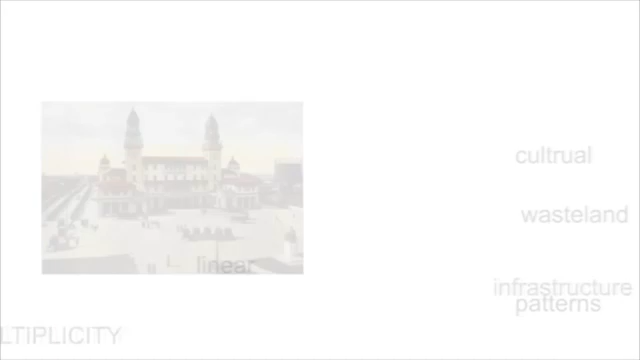 cultrual
wasteland
linear
infrastructure
patterns
LTIPLICITY